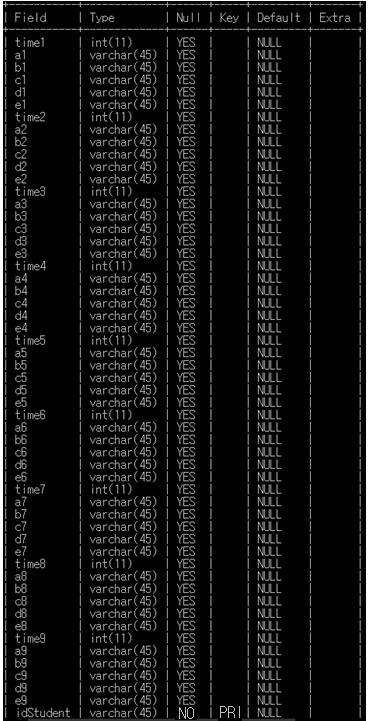 | Field | Type | Null | Key | Default | Extra |
| time1 | int(11) | YES | | NULL | |
| a1 | varchar(45) | YES | | NULL | |
| b1 | varchar(45) | YES | | NULL | |
| c1 | varchar(45) | YES | | NULL | |
| d1 | varchar(45) | YES | | NULL | |
| e1 | varchar(45) | YES | | NULL | |
| time2 | int(11) | YES | | NULL | |
| a2 | varchar(45) | YES | | NULL | |
| b2 | varchar(45) | YES | | NULL | |
| c2 | varchar(45) | YES | | NULL | |
| d2 | varchar(45) | YES | | NULL | |
| e2 | varchar(45) | YES | | NULL | |
| time3 | int(11) | YES | | NULL | |
| a3 | varchar(45) | YES | | NULL | |
| b3 | varchar(45) | YES | | NULL | |
| c3 | varchar(45) | YES | | NULL | |
| d3 | varchar(45) | YES | | NULL | |
| e3 | varchar(45) | YES | | NULL | |
| time4 | int(11) | YES | | NULL | |
| a4 | varchar(45) | YES | | NULL | |
| b4 | varchar(45) | YES | | NULL | |
| c4 | varchar(45) | YES | | NULL | |
| d4 | varchar(45) | YES | | NULL | |
| e4 | varchar(45) | YES | | NULL | |
| time5 | int(11) | YES | | NULL | |
| a5 | varchar(45) | YES | | NULL | |
| b5 | varchar(45) | YES | | NULL | |
| c5 | varchar(45) | YES | | NULL | |
| d5 | varchar(45) | YES | | NULL | |
| e5 | varchar(45) | YES | | NULL | |
| time6 | int(11) | YES | | NULL | |
| a6 | varchar(45) | YES | | NULL | |
| b6 | varchar(45) | YES | | NULL | |
| c6 | varchar(45) | YES | | NULL | |
| d6 | varchar(45) | YES | | NULL | |
| e6 | varchar(45) | YES | | NULL | |
| time7 | int(11) | YES | | NULL | |
| a7 | varchar(45) | YES | | NULL | |
| b7 | varchar(45) | YES | | NULL | |
| c7 | varchar(45) | YES | | NULL | |
| d7 | varchar(45) | YES | | NULL | |
| e7 | varchar(45) | YES | | NULL | |
| time8 | int(11) | YES | | NULL | |
| a8 | varchar(45) | YES | | NULL | |
| b8 | varchar(45) | YES | | NULL | |
| c8 | varchar(45) | YES | | NULL | |
| d8 | varchar(45) | YES | | NULL | |
| e8 | varchar(45) | YES | | NULL | |
| time9 | int(11) | YES | | NULL | |
| a9 | varchar(45) | YES | | NULL | |
| b9 | varchar(45) | YES | | NULL | |
| c9 | varchar(45) | YES | | NULL | |
| d9 | varchar(45) | YES | | NULL | |
| e9 | varchar(45) | YES | | NULL | |
| idStudent | varchar(45) | NO | PRI | NULL | |